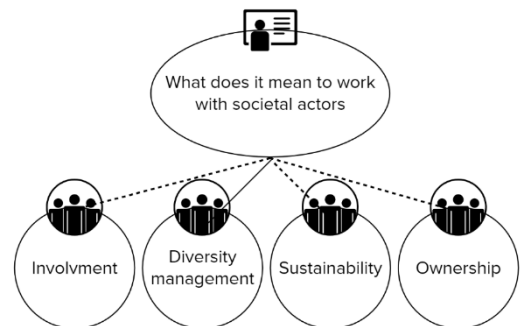 What does it mean to work
with societal actors
Involvment
Diversity
management
Sustainability
Ownership